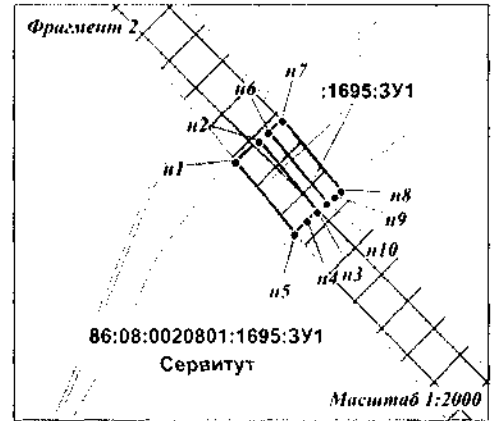 Фрагмент 2
н7
н6
:1695:ЗУ1
н2
н1
н8
н9
н10
н5
н4
н3
86:08:0020801:1695:ЗУ1
Сервитут
Масштаб 1:2000